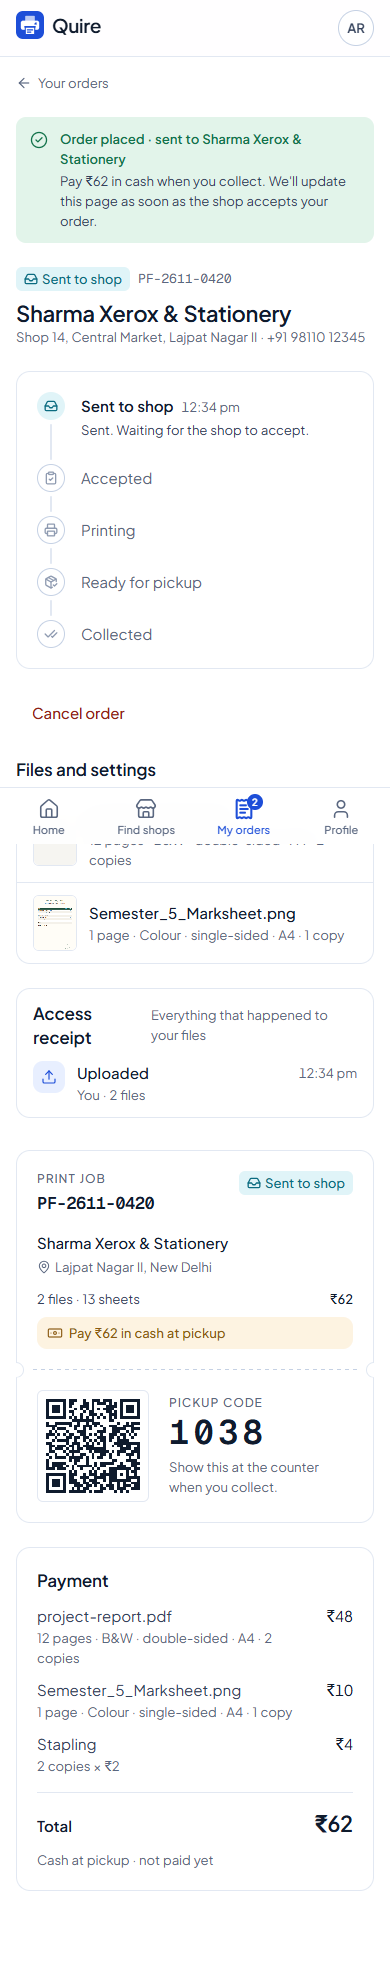 Quire
AR
Your orders
Order placed · sent to Sharma Xerox &
Stationery
Pay ₹62 in cash when you collect. We'll update
this page as soon as the shop accepts your
order.
Sent to shop PF-2611-0420
Sharma Xerox & Stationery
Shop 14, Central Market, Lajpat Nagar II · +91 98110 12345
Sent to shop 12:34 pm
Sent. Waiting for the shop to accept.
Accepted
Printing
Ready for pickup
Collected
Cancel order
Files and settings
2
Home
Find shops
My orders
Profile
copies
Semester_5_Marksheet.png
1 page · Colour · single-sided · A4 · 1 copy
Access
receipt
Everything that happened to
your files
Uploaded 12:34 pm
You · 2 files
PRINT JOB
Sent to shop
PF-2611-0420
Sharma Xerox & Stationery
Lajpat Nagar II, New Delhi
2 files · 13 sheets ₹62
Pay ₹62 in cash at pickup
PICKUP CODE
1038
Show this at the counter
when you collect.
Payment
project-report.pdf ₹48
12 pages · B&W · double-sided · A4 · 2
copies
Semester_5_Marksheet.png ₹10
1 page · Colour · single-sided · A4 · 1 copy
Stapling ₹4
2 copies × ₹2
Total ₹62
Cash at pickup · not paid yet